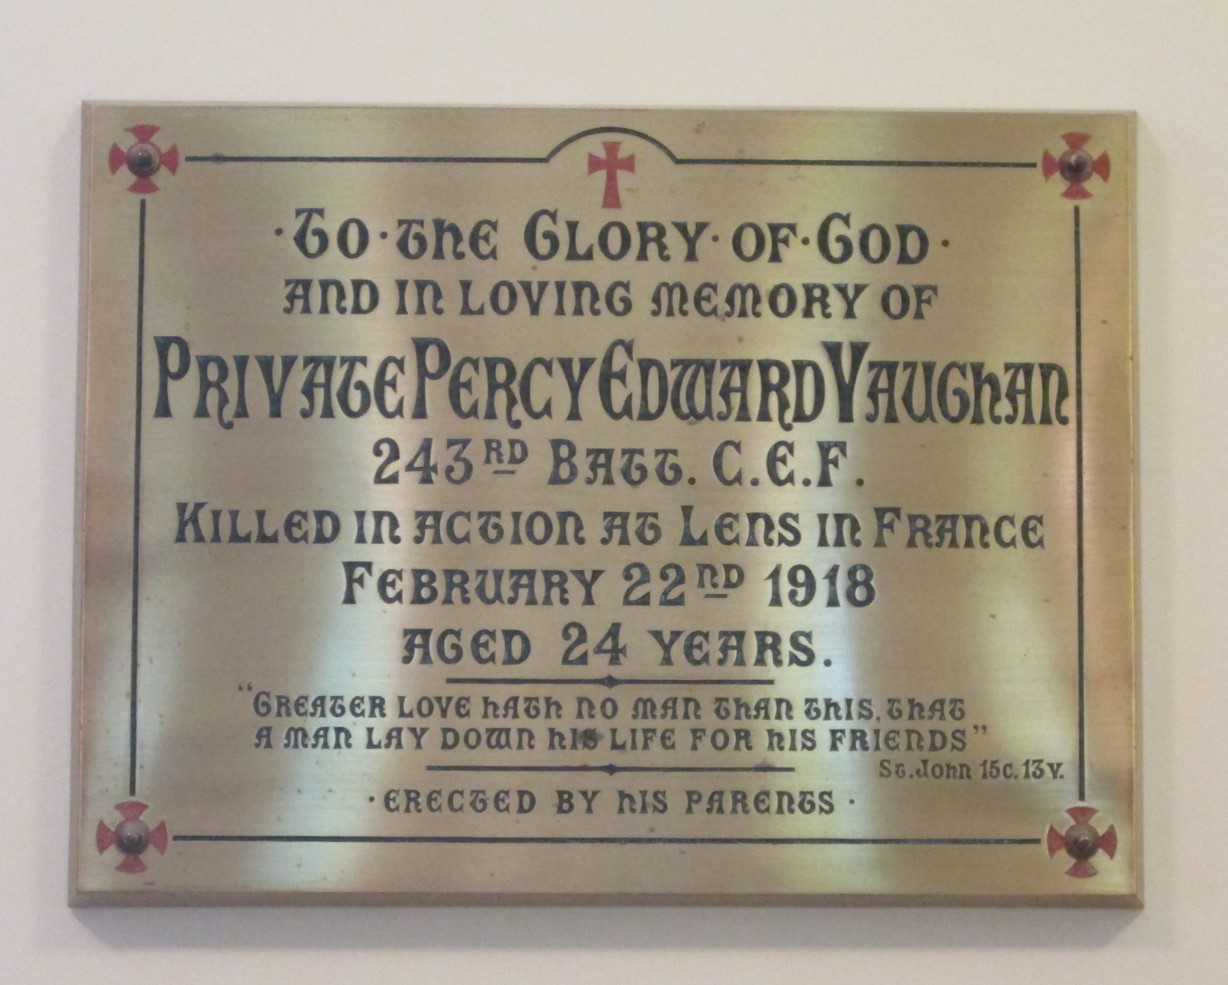 ·To·the Glory·of·God·
and in loving memory of
Private Percy Edward Vaughan
243RD Batt. C.E.F.
Killed in action at Lens in France
February 22ND 1918
aged 24 years.
"Greater love hath no man than this, that
a man lay down his life for his friends"
St. John 15c. 13v.
·erected by his parents·